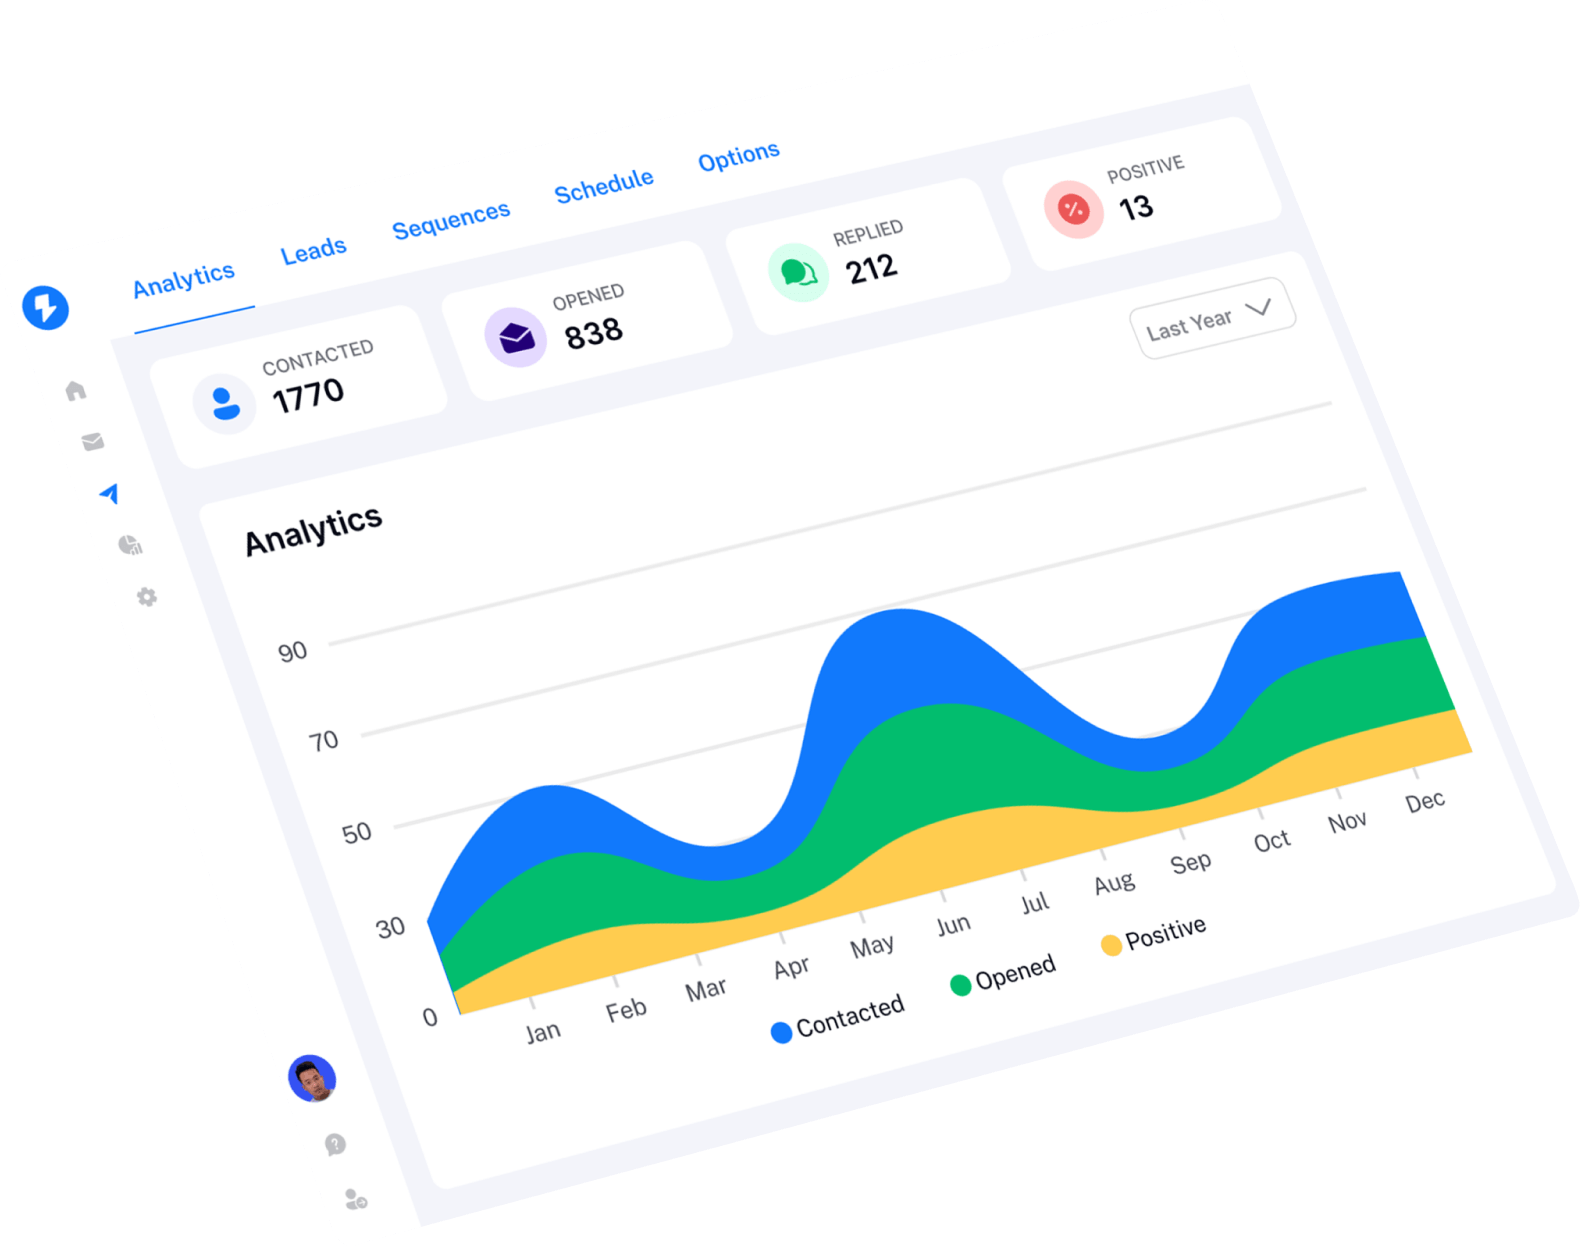 Analytics
Leads
Sequences
Schedule
Options
CONTACTED
1770
OPENED
838
REPLIED
212
POSITIVE
13
Last Year
Analytics
90
70
50
30
0
Jan
Feb
Mar
Apr
May
Jun
Jul
Aug
Sep
Oct
Nov
Dec
Contacted
Opened
Positive